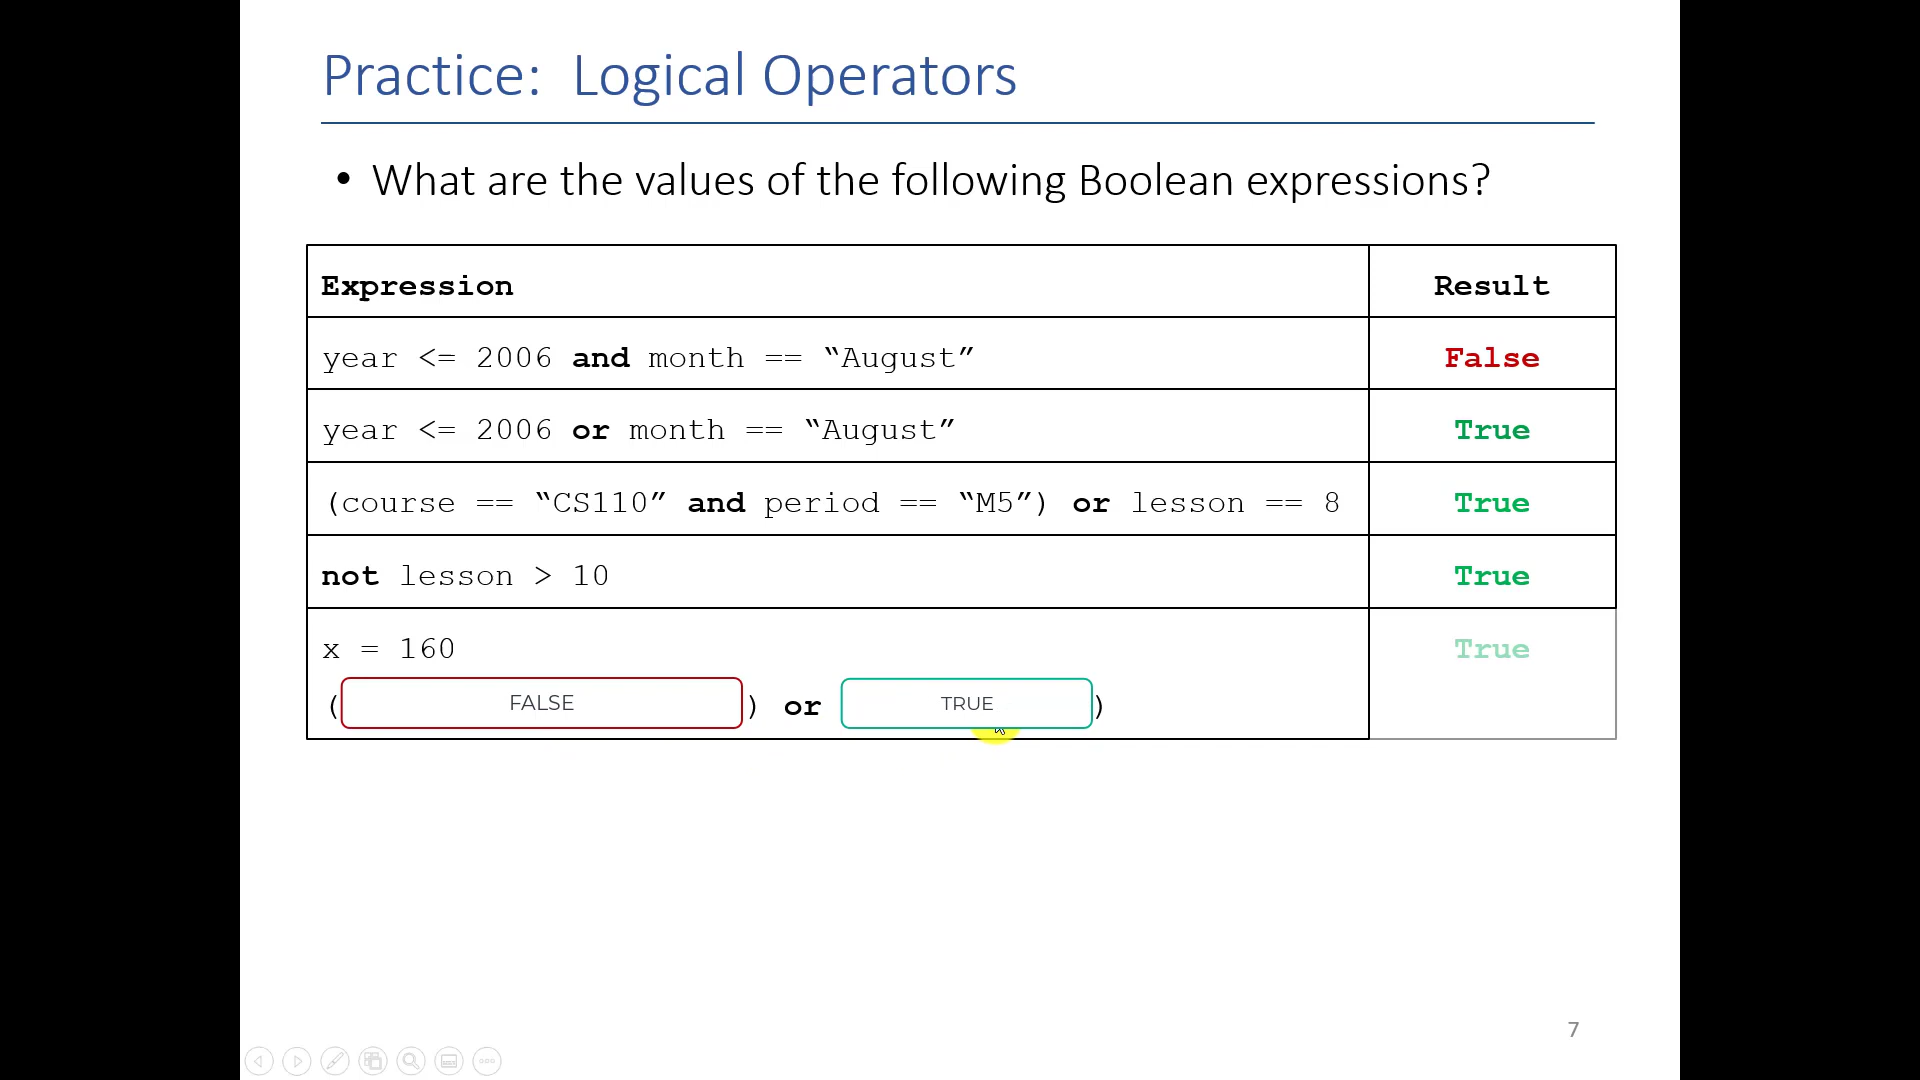 Practice: Logical Operators
• What are the values of the following Boolean expressions?
Expression Result
year <= 2006 and month == “August” False
year <= 2006 or month == “August” True
(course == “CS110” and period == “M5”) or lesson == 8 True
not lesson > 10 True
x = 160 True
(FALSE) or TRUE)
7